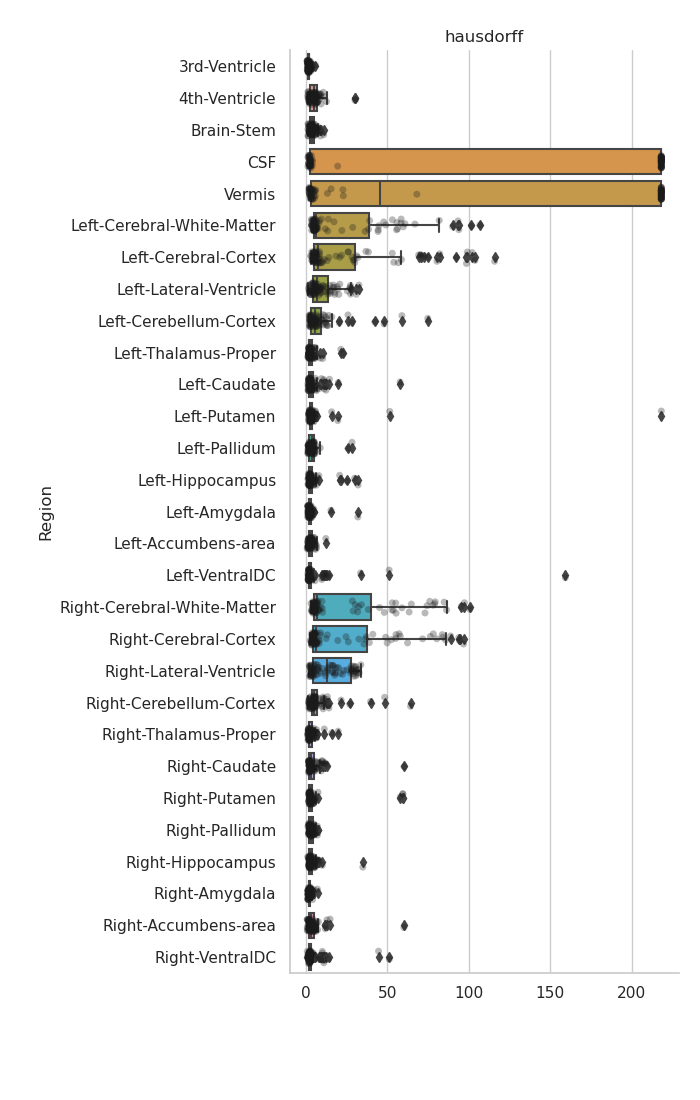 hausdorff
3rd-Ventricle
4th-Ventricle
Brain-Stem
CSF
Vermis
Left-Cerebral-White-Matter
Left-Cerebral-Cortex
Left-Lateral-Ventricle
Left-Cerebellum-Cortex
Left-Thalamus-Proper
Left-Caudate
Left-Putamen
Left-Pallidum
Left-Hippocampus
Left-Amygdala
Left-Accumbens-area
Left-VentralDC
Right-Cerebral-White-Matter
Right-Cerebral-Cortex
Right-Lateral-Ventricle
Right-Cerebellum-Cortex
Right-Thalamus-Proper
Right-Caudate
Right-Putamen
Right-Pallidum
Right-Hippocampus
Right-Amygdala
Right-Accumbens-area
Right-VentralDC
Region
0 50 100 150 200